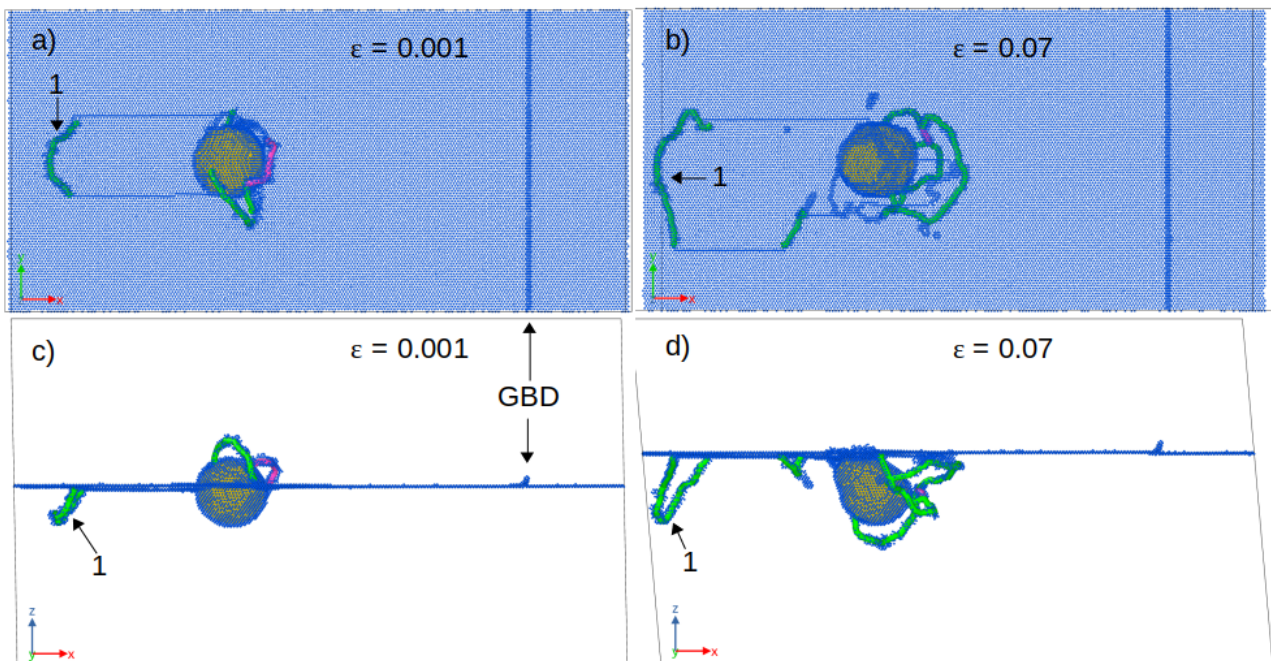 a)
ε = 0.001
1
y
x
b)
ε = 0.07
1
y
x
c)
ε = 0.001
GBD
1
z
y
x
d)
ε = 0.07
1
z
y
x